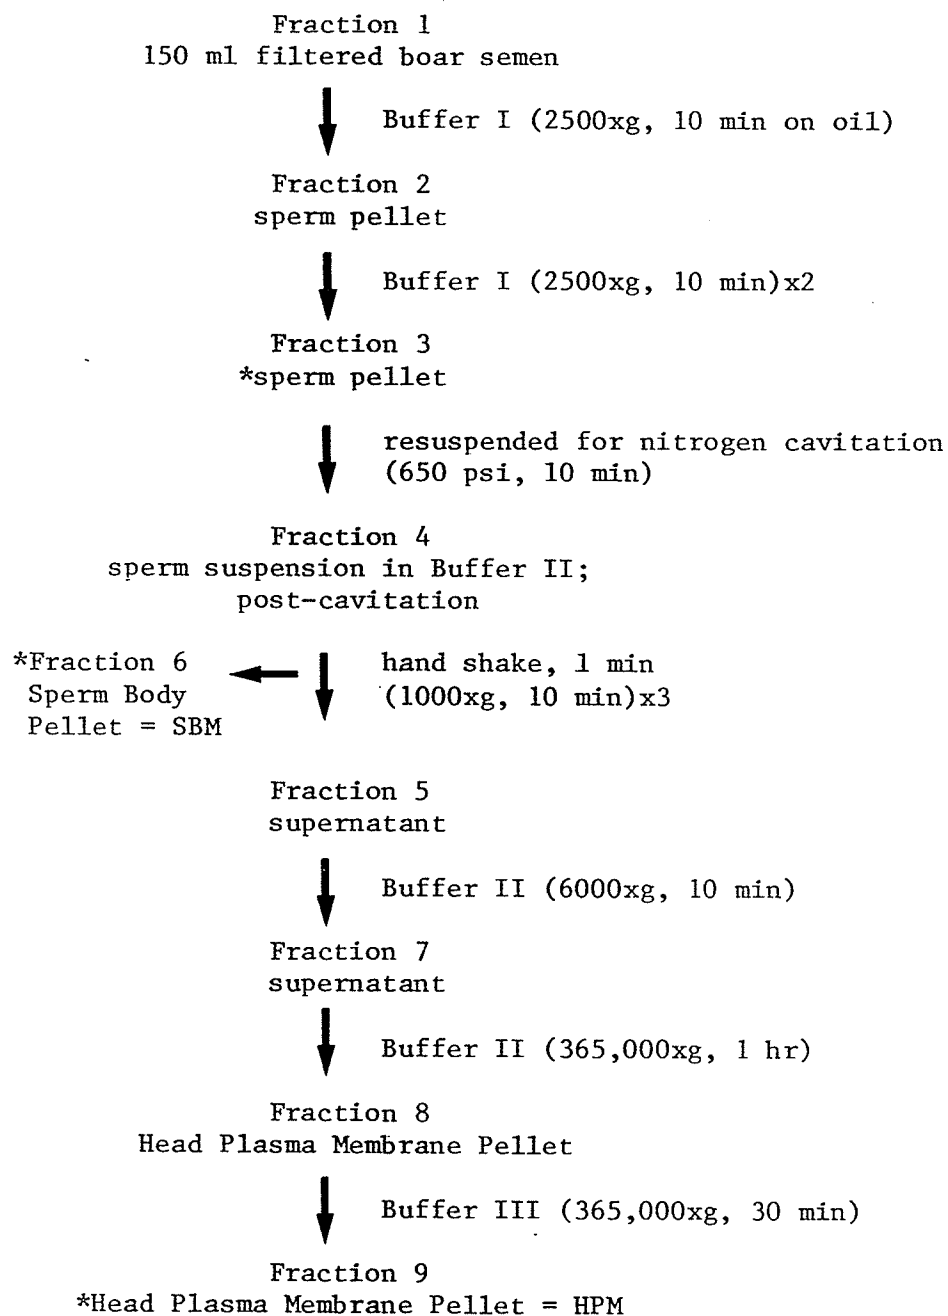 Fraction 1
150 ml filtered boar semen
Buffer I (2500xg, 10 min on oil)
Fraction 2
sperm pellet
Buffer I (2500xg, 10 min)x2
Fraction 3
*sperm pellet
resuspended for nitrogen cavitation
(650 psi, 10 min)
Fraction 4
sperm suspension in Buffer II;
post-cavitation
*Fraction 6
Sperm Body
Pellet = SBM
hand shake, 1 min
(1000xg, 10 min)x3
Fraction 5
supernatant
Buffer II (6000xg, 10 min)
Fraction 7
supernatant
Buffer II (365,000xg, 1 hr)
Fraction 8
Head Plasma Membrane Pellet
Buffer III (365,000xg, 30 min)
Fraction 9
*Head Plasma Membrane Pellet = HPM